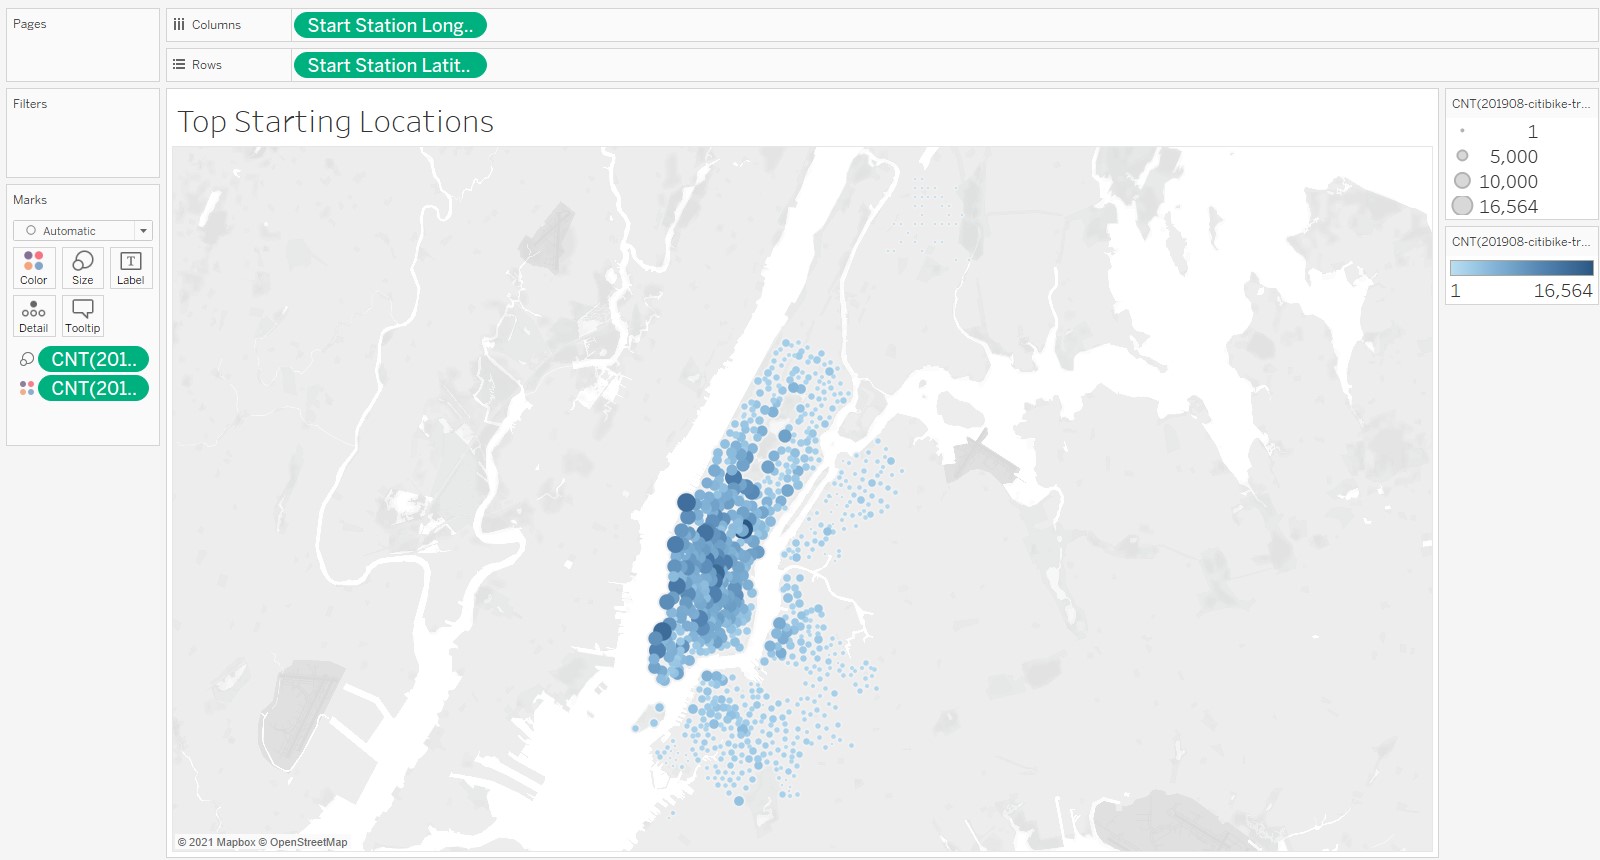 Pages
Columns
Start Station Long..
Rows
Start Station Latit..
Filters
Marks
Automatic
Color
Size
T
Label
Detail
Tooltip
CNT(201..
CNT(201..
Top Starting Locations
© 2021 Mapbox © OpenStreetMap
CNT(201908-citibike-tr...
1
5,000
10,000
16,564
CNT(201908-citibike-tr...
1 16,564